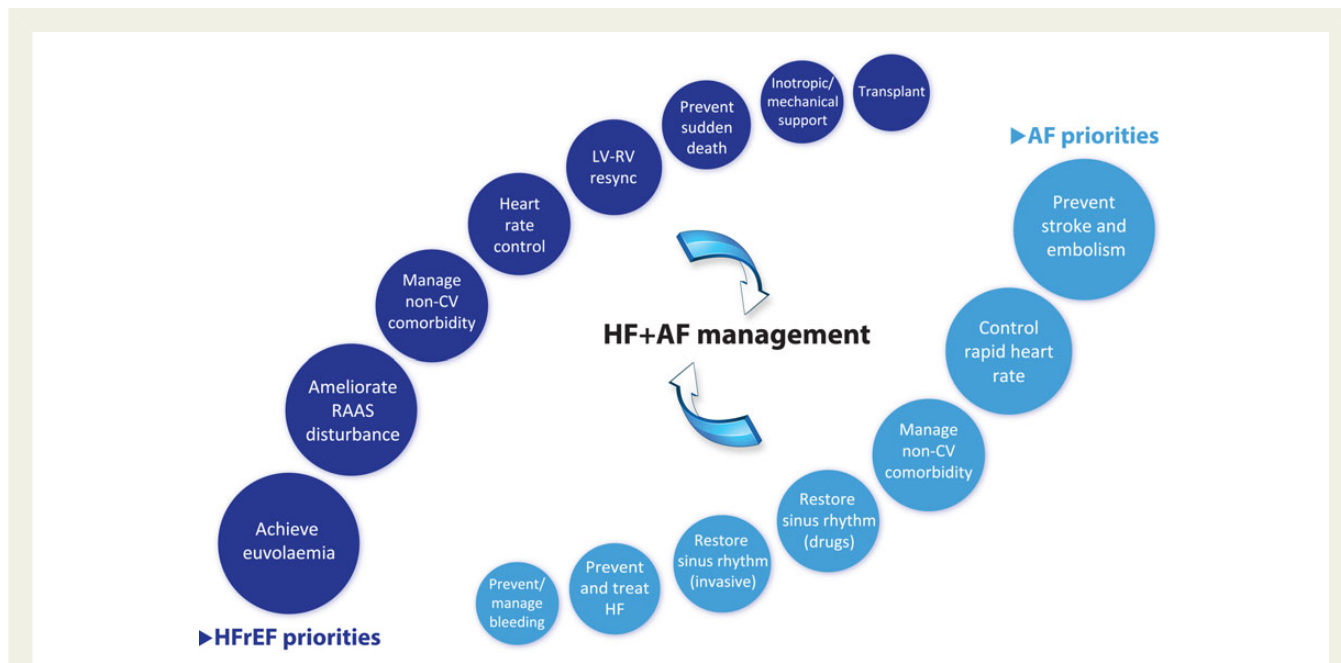 Inotropic/
mechanical
support
Transplant
Prevent
sudden
death
LV-RV
resync
Heart
rate
control
Manage
non-CV
comorbidity
Ameliorate
RAAS
disturbance
Achieve
euvolaemia
▶HFrEF priorities
HF+AF management
▶AF priorities
Prevent
stroke and
embolism
Control
rapid heart
rate
Manage
non-CV
comorbidity
Restore
sinus rhythm
(drugs)
Restore
sinus rhythm
(invasive)
Prevent
and treat
HF
Prevent/
manage
bleeding